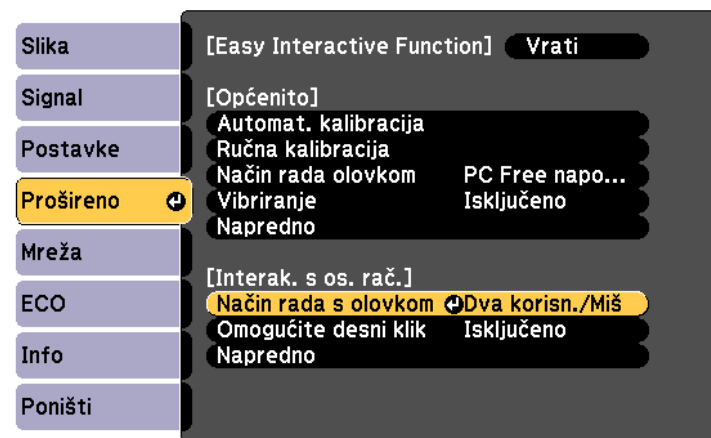 Slika
Signal
Postavke
Prošireno
Mreža
ECO
Info
Poništi
[Easy Interactive Function] Vrati
[Općenito]
Automat. kalibracija
Ručna kalibracija
Način rada olovkom PC Free napo...
Vibriranje Isključeno
Napredno
[Interak. s os. rač.]
Način rada s olovkom Dva korisn./Miš
Omogućite desni klik Isključeno
Napredno